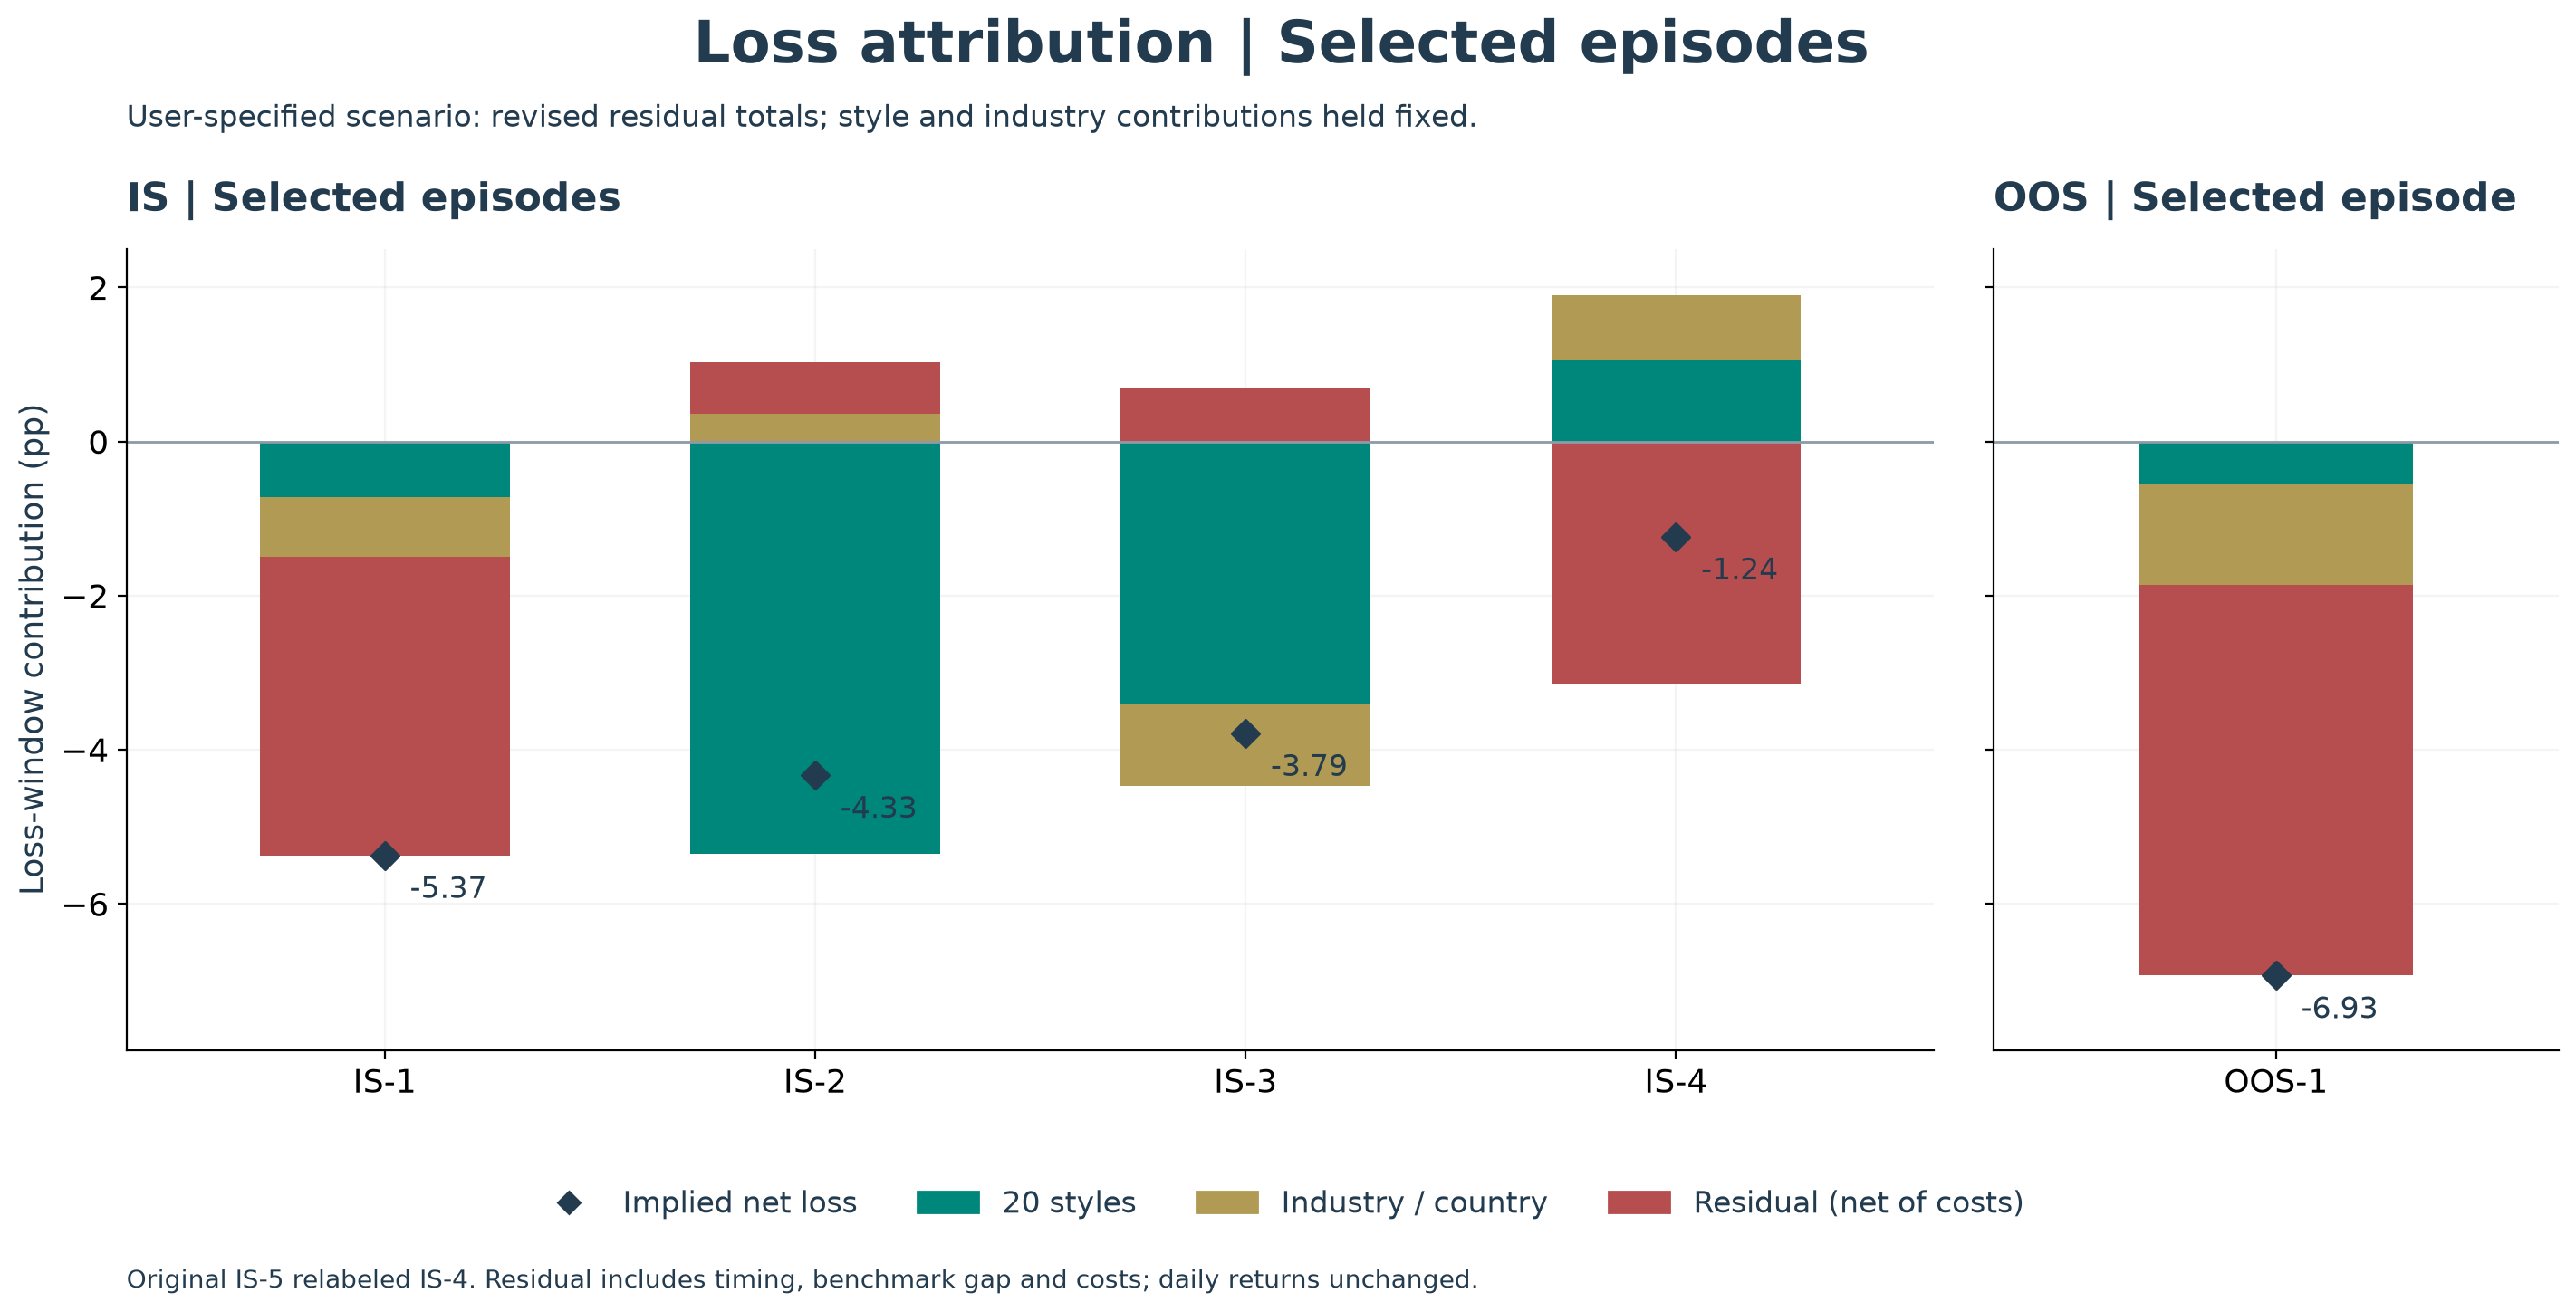 Loss attribution | Selected episodes
User-specified scenario: revised residual totals; style and industry contributions held fixed.
IS | Selected episodes
OOS | Selected episode
Loss-window contribution (pp)
2
0
−2
−4
−6
-5.37
-4.33
-3.79
-1.24
-6.93
IS-1
IS-2
IS-3
IS-4
OOS-1
Implied net loss
20 styles
Industry / country
Residual (net of costs)
Original IS-5 relabeled IS-4. Residual includes timing, benchmark gap and costs; daily returns unchanged.